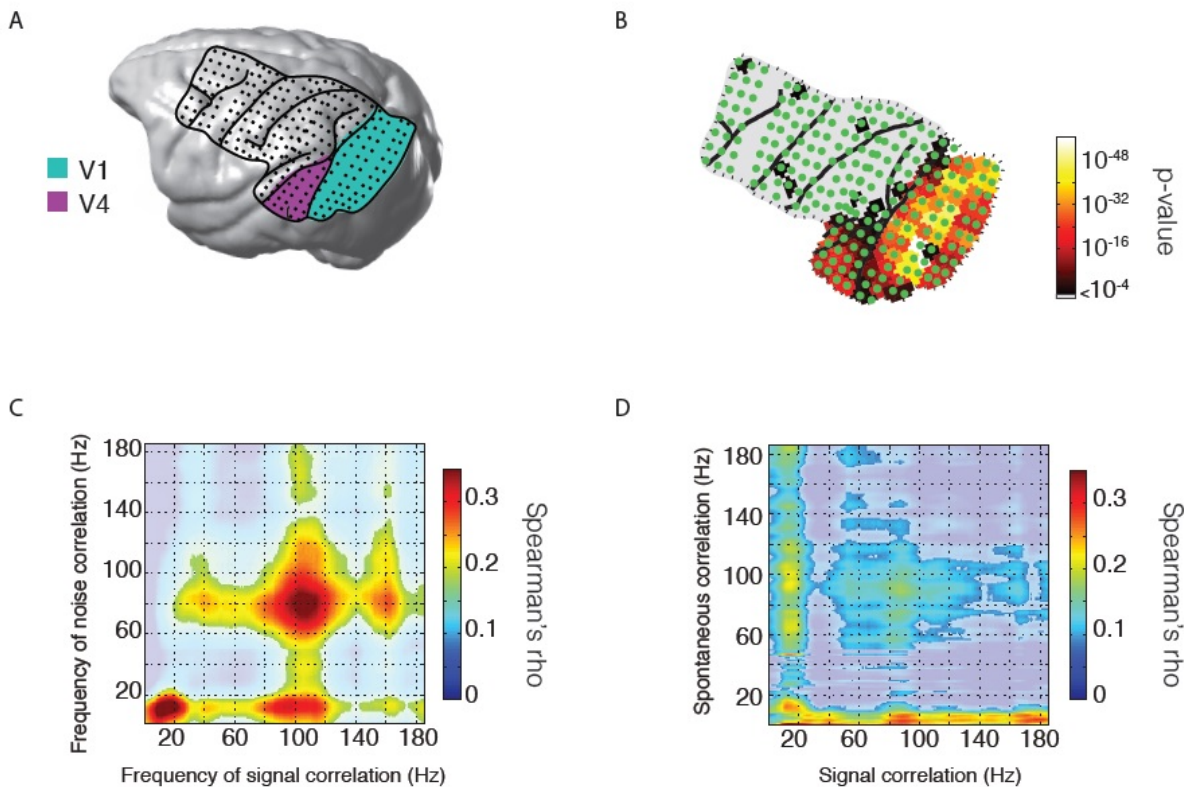 A
V1
V4
B
10-48
10-32
10-16
<10-4
p-value
C
Frequency of noise correlation (Hz)
180
140
100
60
20
20 60 100 140 180
Frequency of signal correlation (Hz)
0.3
0.2
0.1
0
Spearman's rho
D
Spontaneous correlation (Hz)
180
140
100
60
20
20 60 100 140 180
Signal correlation (Hz)
0.3
0.2
0.1
0
Spearman's rho